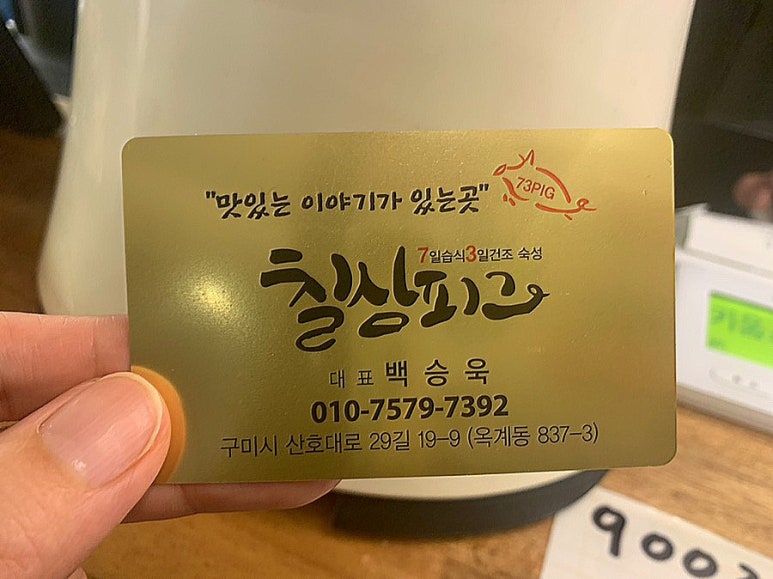 "맛있는 이야기가 있는곳"
73PIG
7일습식3일건조 숙성
칠삼피그
대표 백승욱
010-7579-7392
구미시 산호대로 29길 19-9 (옥계동 837-3)
900